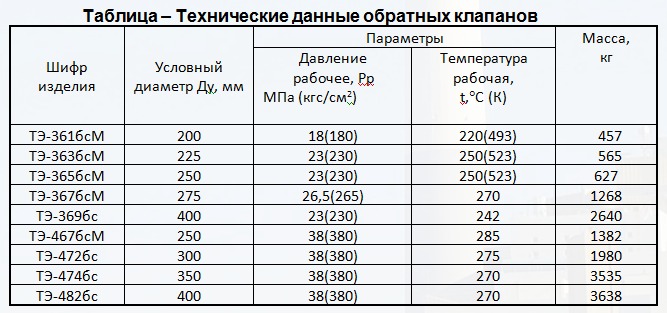 Таблица – Технические данные обратных клапанов
Шифр изделия | Условный диаметр Ду, мм | Параметры | Масса, кг
Давление рабочее, Рр МПа (кгс/см²) | Температура рабочая, t,°С (К)
ТЭ-361бсМ | 200 | 18(180) | 220(493) | 457
ТЭ-363бсМ | 225 | 23(230) | 250(523) | 565
ТЭ-365бсМ | 250 | 23(230) | 250(523) | 627
ТЭ-367бсМ | 275 | 26,5(265) | 270 | 1268
ТЭ-369бс | 400 | 23(230) | 242 | 2640
ТЭ-467бсМ | 250 | 38(380) | 285 | 1382
ТЭ-472бс | 300 | 38(380) | 275 | 1980
ТЭ-474бс | 350 | 38(380) | 270 | 3535
ТЭ-482бс | 400 | 38(380) | 270 | 3638